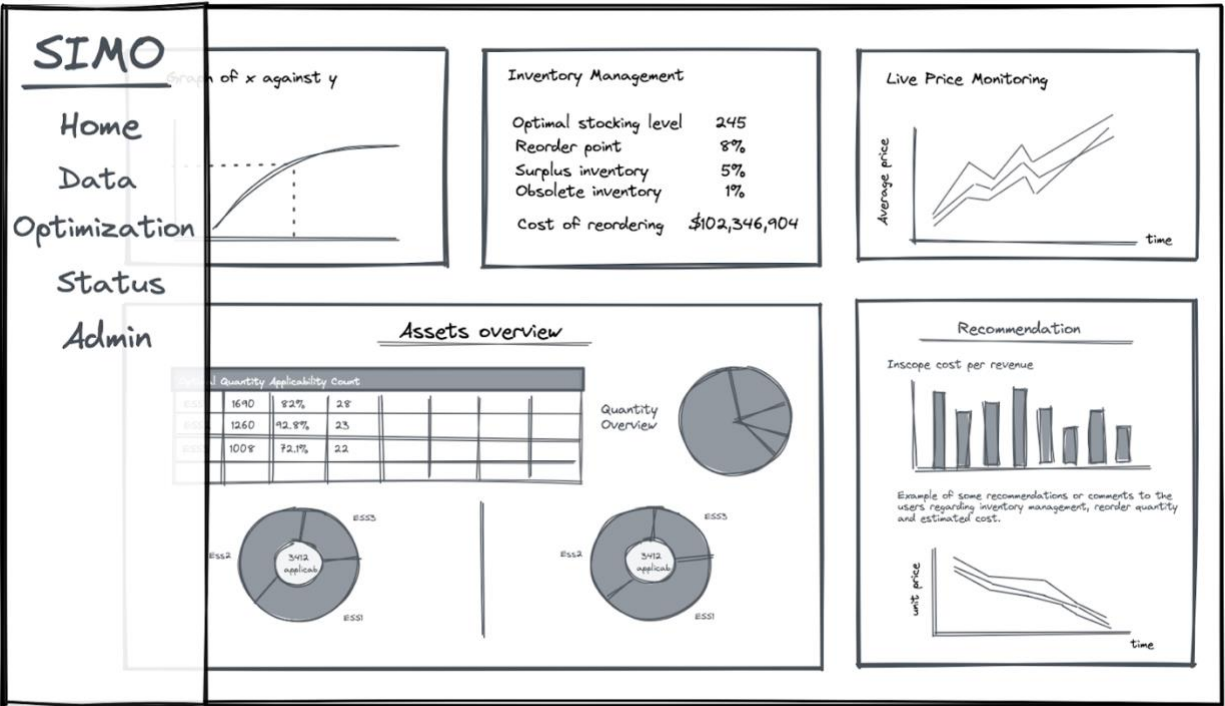 SIMO
Home
Data
Optimization
Status
Admin
Graph of x against y
Inventory Management
Optimal stocking level 245
Reorder point 8%
Surplus inventory 5%
Obsolete inventory 1%
Cost of reordering $102,346,904
Live Price Monitoring
Average price
time
Assets overview
Quantity Applicability Count
1690 82% 28
1260 92.8% 23
1008 72.1% 22
Quantity
Overview
ESS3
Ess2
3412
applicab
ESS1
ESS3
Ess2
3412
applicab
ESS1
Recommendation
Inscope cost per revenue
Example of some recommendations or comments to the
users regarding inventory management, reorder quantity
and estimated cost.
unit price
time